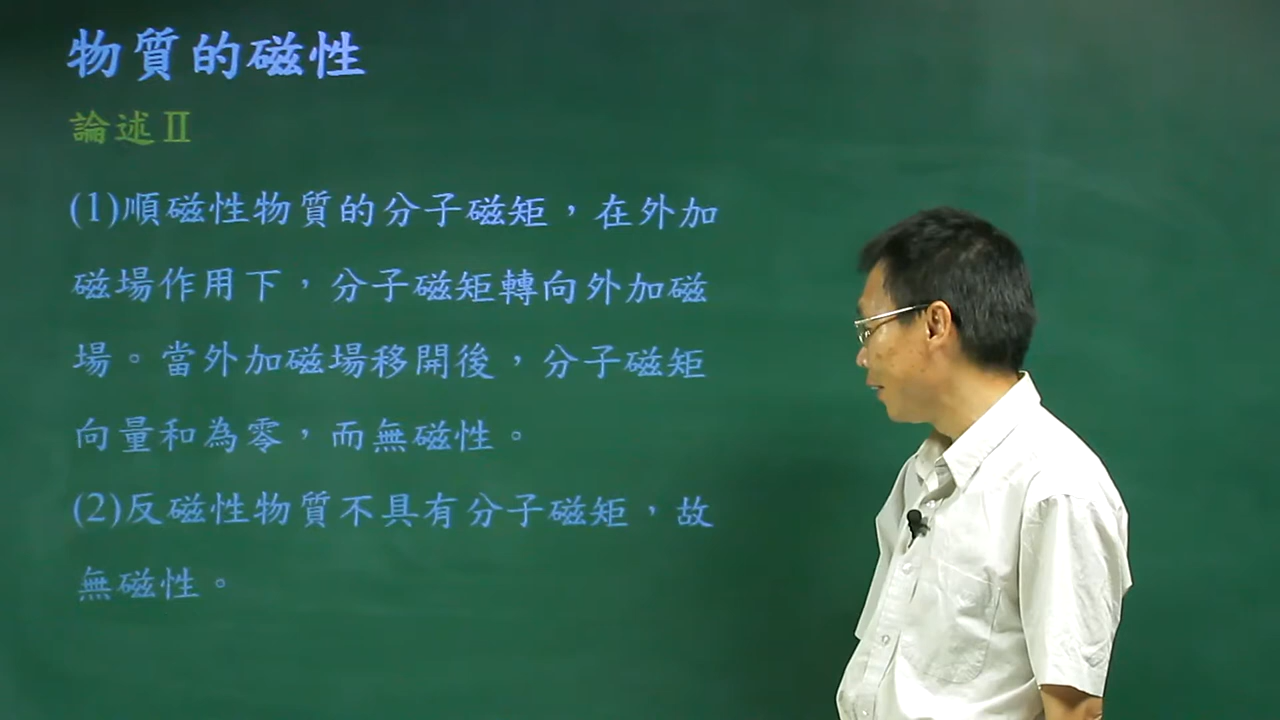 物質的磁性
論述Ⅱ
(1)順磁性物質的分子磁矩，在外加
磁場作用下，分子磁矩轉向外加磁
場。當外加磁場移開後，分子磁矩
向量和為零，而無磁性。
(2)反磁性物質不具有分子磁矩，故
無磁性。